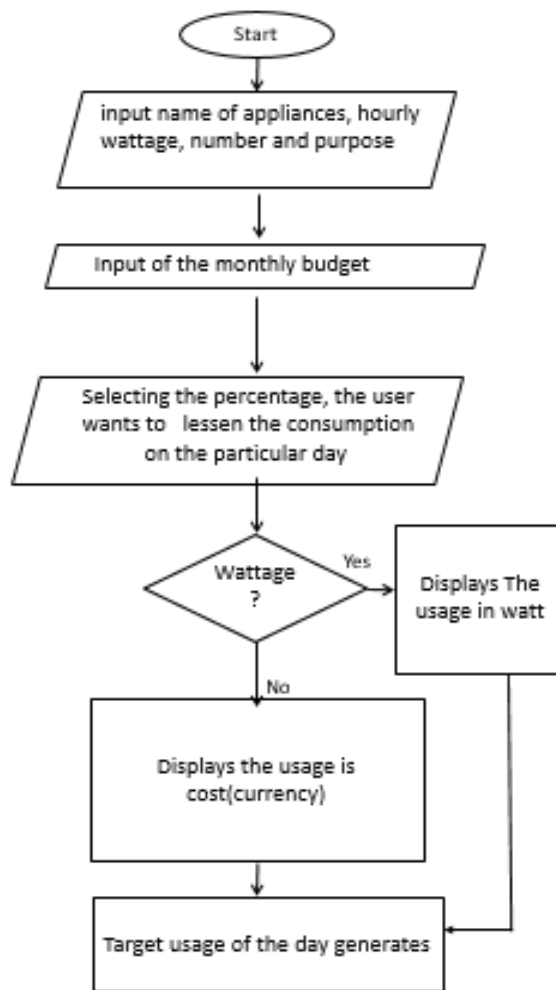 Start
input name of appliances, hourly
wattage, number and purpose
Input of the monthly budget
Selecting the percentage, the user
wants to lessen the consumption
on the particular day
Wattage
?
Yes
Displays The
usage in watt
No
Displays the usage is
cost(currency)
Target usage of the day generates